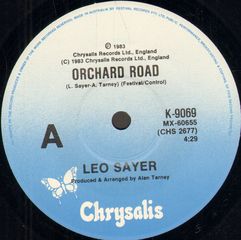 ℗ 1983
Chrysalis Records Ltd., England
(C) 1983 Chrysalis Records Ltd., England
ORCHARD ROAD
(L. Sayer-A. Tarney) (Festival/Control)
K-9069
MX-60655
(CHS 2677)
4:29
A
LEO SAYER
Produced & Arranged by Alan Tarney
Chrysalis